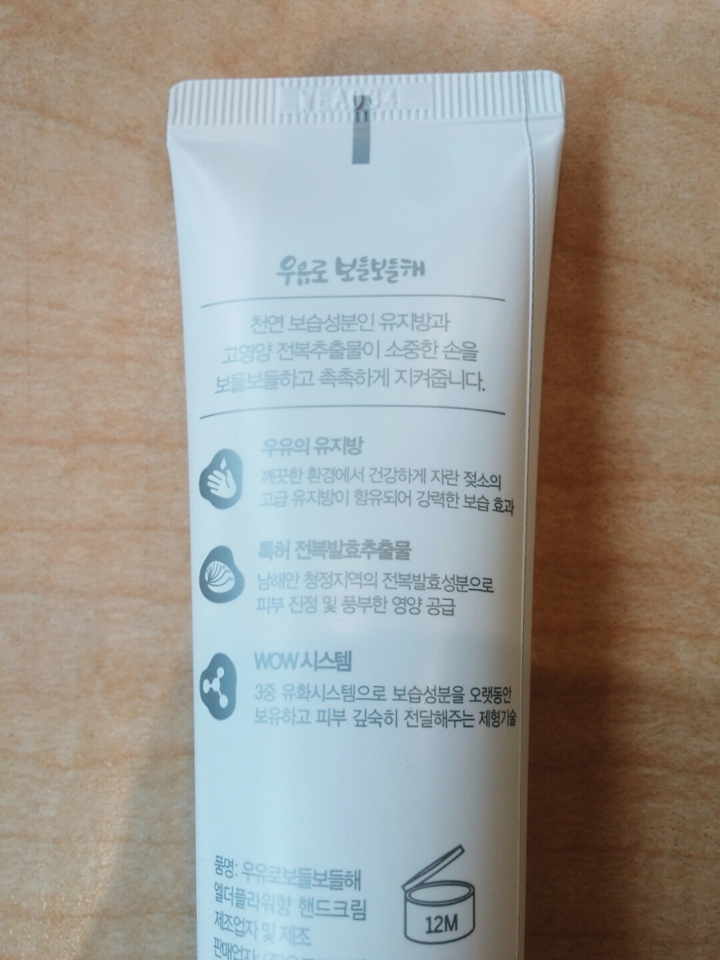 우유로 보들보들해
천연 보습성분인 유지방과
고영양 전복추출물이 소중한 손을
보들보들하고 촉촉하게 지켜줍니다.
우유의 유지방
깨끗한 환경에서 건강하게 자란 젖소의
고급 유지방이 함유되어 강력한 보습 효과
특허 전복발효추출물
남해안 청정지역의 전복발효성분으로
피부 진정 및 풍부한 영양 공급
WOW 시스템
3중 유화시스템으로 보습성분을 오랫동안
보유하고 피부 깊숙히 전달해주는 제형기술
품명: 우유로보들보들해
엘더플라워향 핸드크림
제조업자 및 제조
판매업자:
12M